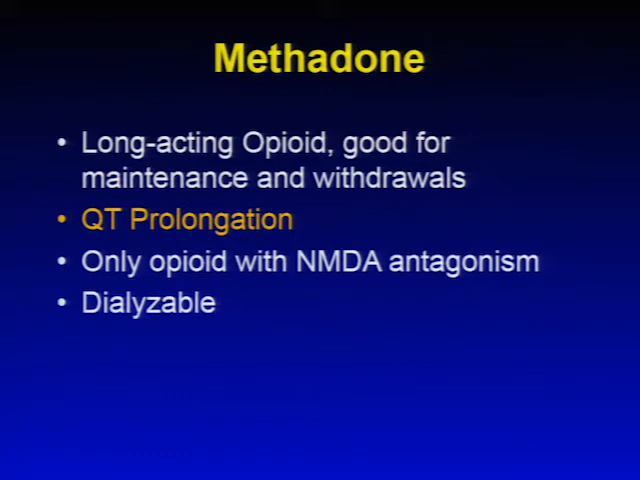 Methadone
• Long-acting Opioid, good for
maintenance and withdrawals
• QT Prolongation
• Only opioid with NMDA antagonism
• Dialyzable